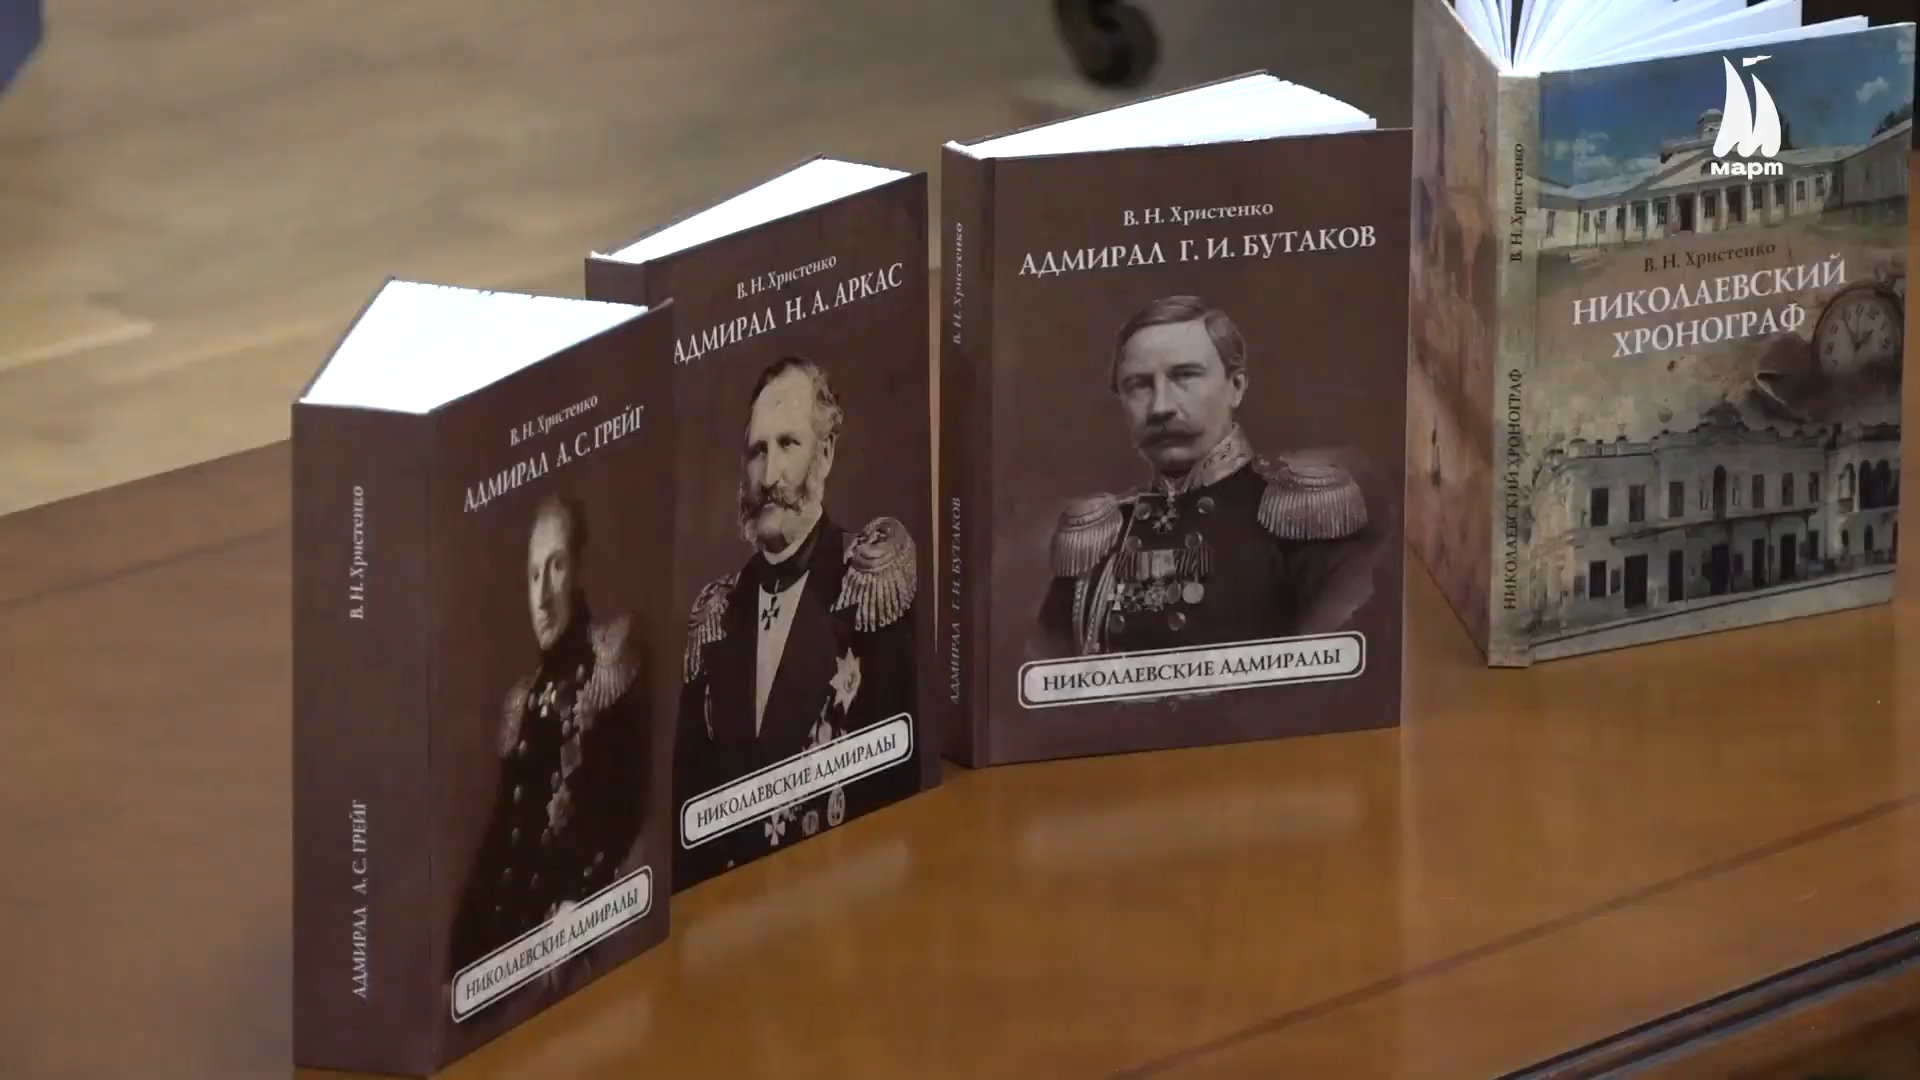 В. Н. Христенко
АДМИРАЛ А. С. ГРЕЙГ
В. Н. Христенко
АДМИРАЛ А. С. ГРЕЙГ
НИКОЛАЕВСКИЕ АДМИРАЛЫ
В. Н. Христенко
АДМИРАЛ Н. А. АРКАС
НИКОЛАЕВСКИЕ АДМИРАЛЫ
В. Н. Христенко
АДМИРАЛ Г. И. БУТАКОВ
В. Н. Христенко
АДМИРАЛ Г. И. БУТАКОВ
НИКОЛАЕВСКИЕ АДМИРАЛЫ
В. Н. Христенко
НИКОЛАЕВСКИЙ ХРОНОГРАФ
В. Н. Христенко
НИКОЛАЕВСКИЙ
ХРОНОГРАФ
март